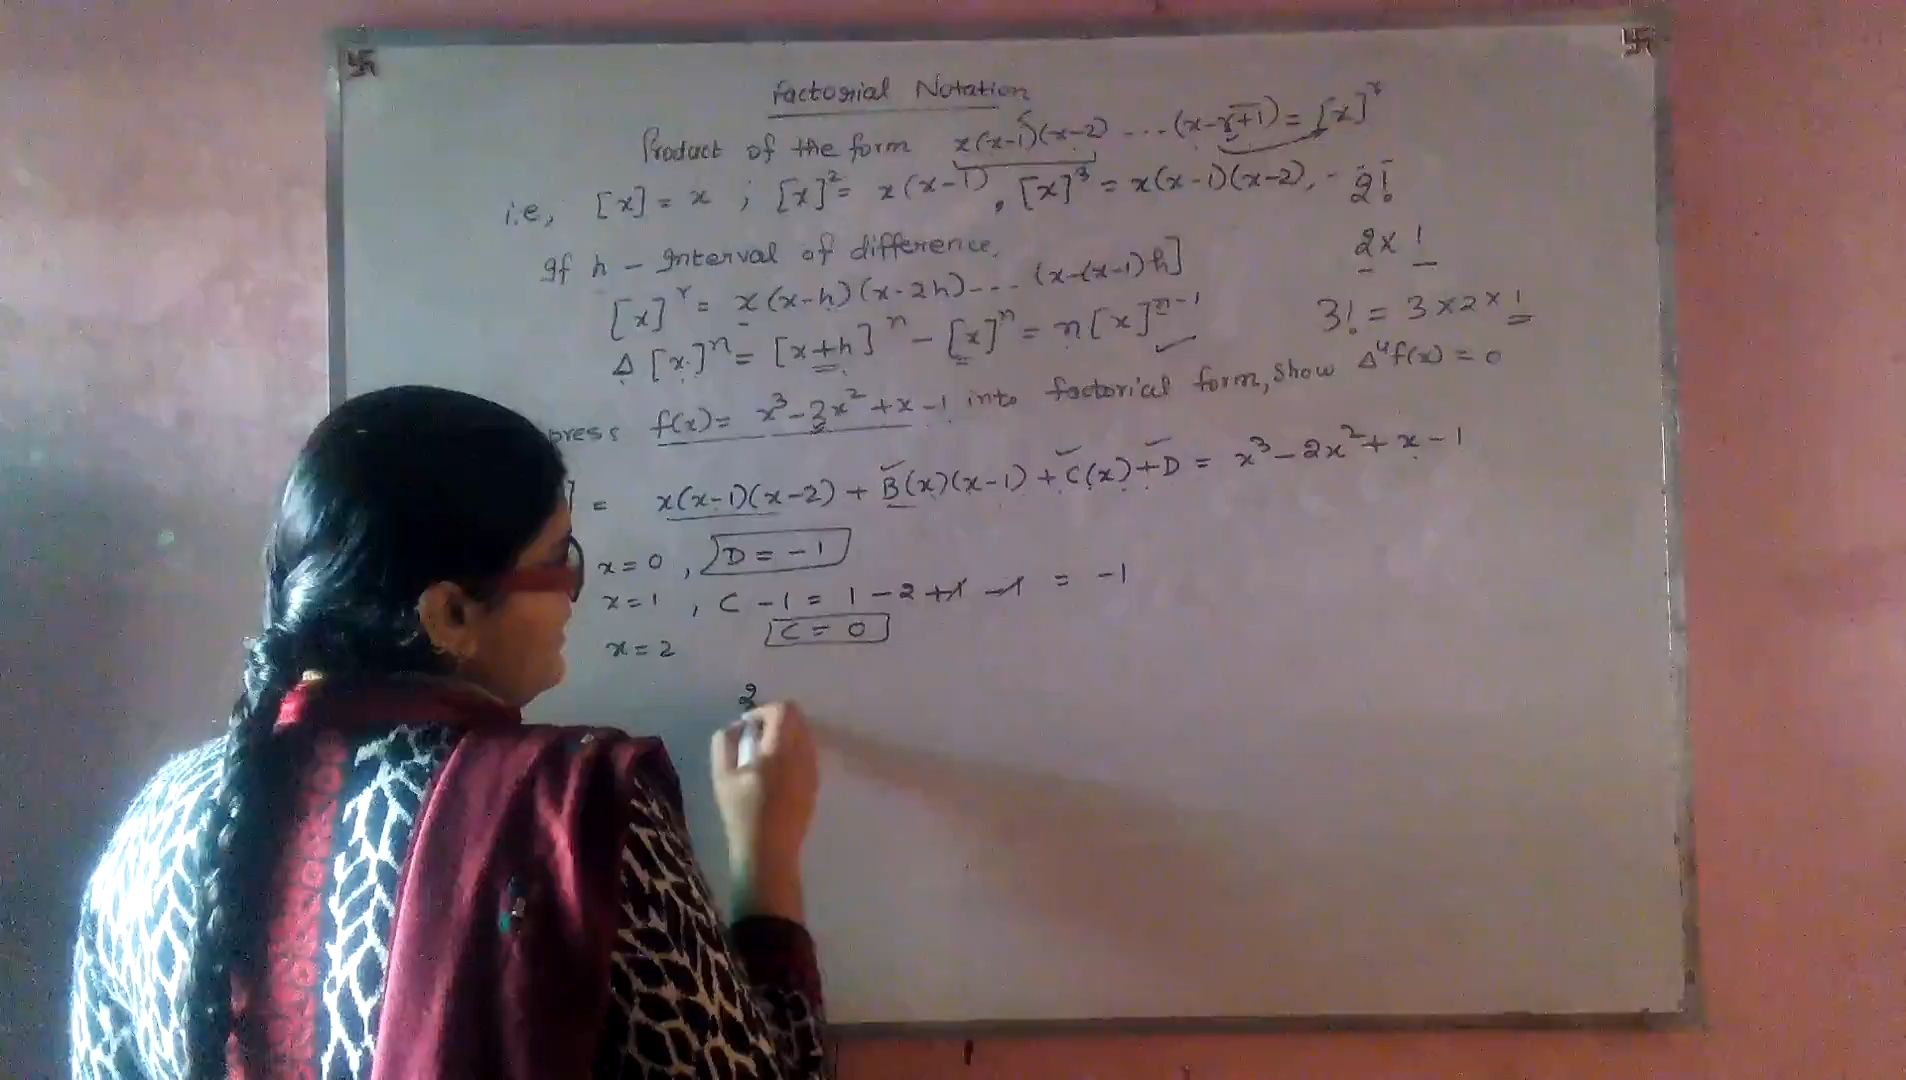 Factorial Notation
Product of the form x(x-1)(x-2) ... (x-r+1) = [x]^r
i.e, [x] = x ; [x]^2 = x(x-1), [x]^3 = x(x-1)(x-2), - 2!
2 x 1
If h - Interval of difference,
[x]^r = x(x-h)(x-2h)... (x-(x-1)h]
3! = 3x2x1
Δ[x]^n = [x+h]^n - [x]^n = n[x]^n-1
press f(x) = x^3-2x^2+x-1 into factorial form, show Δ^4f(x) = 0
] = x(x-1)(x-2) + B(x)(x-1) + C(x) + D = x^3 - 2x^2 + x - 1
x = 0 , D = -1
x = 1 , C - 1 = 1 - 2 + 1 - 1 = -1
C = 0
x = 2
2